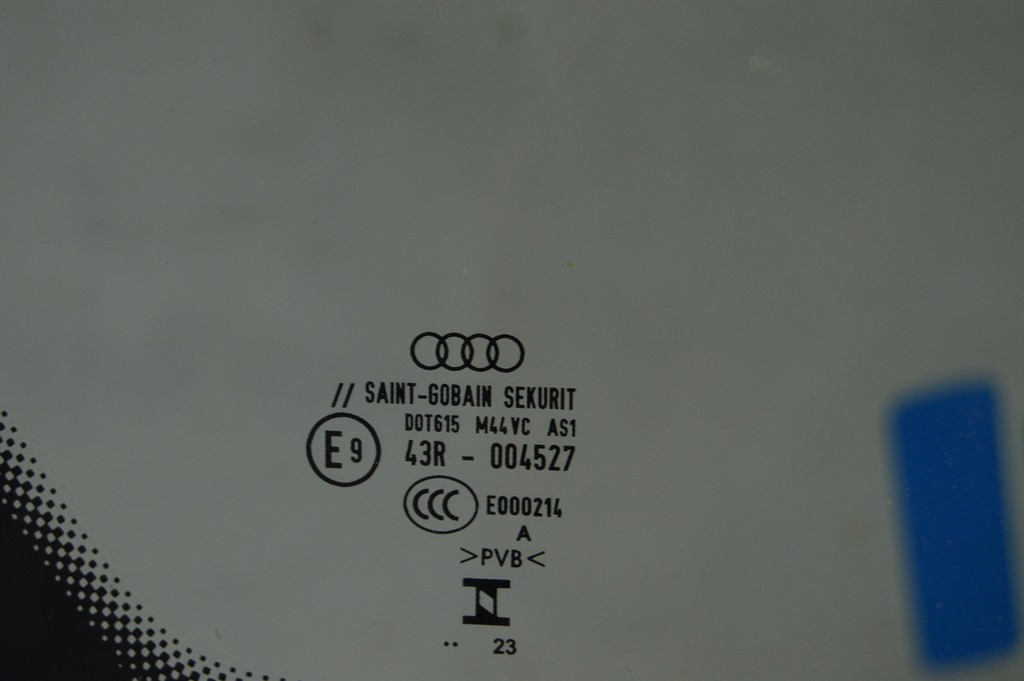 // SAINT-GOBAIN SEKURIT
DOT615 M44VC AS1
E9 43R - 004527
CCC E000214
A
>PVB<
.. 23